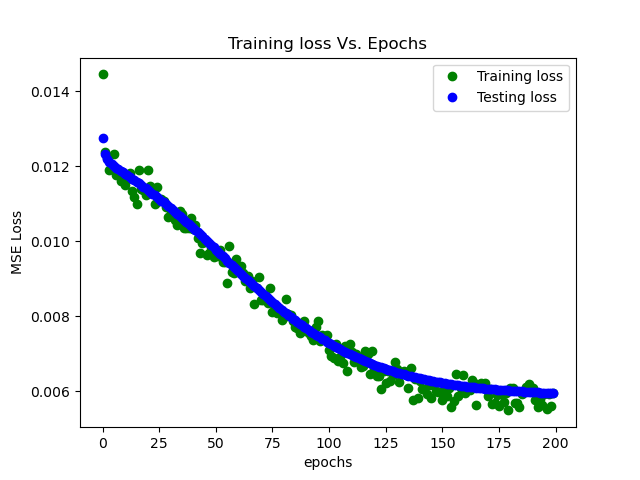 Training loss Vs. Epochs
Training loss
Testing loss
0.014
0.012
0.010
0.008
0.006
MSE Loss
0 25 50 75 100 125 150 175 200
epochs